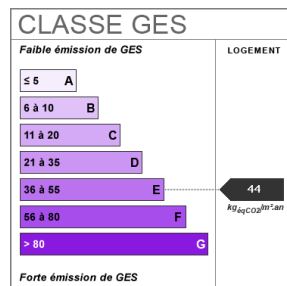 CLASSE GES
Faible émission de GES
LOGEMENT
≤ 5 A
6 à 10 B
11 à 20 C
21 à 35 D
36 à 55 E
44
kgéqCO2/m².an
56 à 80 F
> 80 G
Forte émission de GES